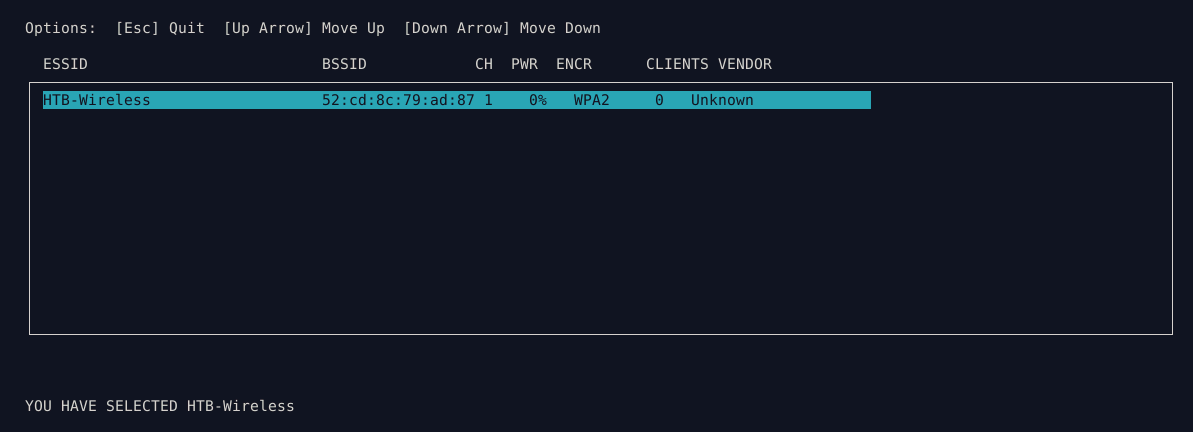 Options:  [Esc] Quit  [Up Arrow] Move Up  [Down Arrow] Move Down
ESSID                          BSSID            CH  PWR  ENCR      CLIENTS VENDOR
HTB-Wireless                   52:cd:8c:79:ad:87 1    0%   WPA2     0   Unknown
YOU HAVE SELECTED HTB-Wireless